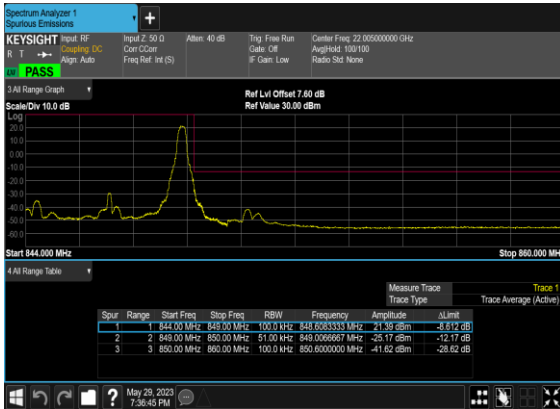 Spectrum Analyzer 1
Spurious Emissions
KEYSIGHT
R T
LXI PASS
Input: RF
Coupling: DC
Align: Auto
Input Z: 50 Ω
Corr CCorr
Freq Ref: Int (S)
Atten: 40 dB
Trig: Free Run
Gate: Off
IF Gain: Low
Center Freq: 22.005000000 GHz
Avg|Hold: 100/100
Radio Std: None
3 All Range Graph
Scale/Div 10.0 dB
Ref Lvl Offset 7.60 dB
Ref Value 30.00 dBm
Log
20.0
10.0
0.00
-10.0
-20.0
-30.0
-40.0
-50.0
-60.0
Start 844.000 MHz
Stop 860.000 MH
4 All Range Table
Measure Trace Trace 1
Trace Type Trace Average (Active)
Spur Range Start Freq Stop Freq RBW Frequency Amplitude ΔLimit
1 1 844.00 MHz 849.00 MHz 100.0 kHz 848.6083333 MHz 21.39 dBm -8.612 dB
2 2 849.00 MHz 850.00 MHz 51.00 kHz 849.0066667 MHz -25.17 dBm -12.17 dB
3 3 850.00 MHz 860.00 MHz 100.0 kHz 850.6000000 MHz -41.62 dBm -28.62 dB
May 29, 2023
7:36:45 PM